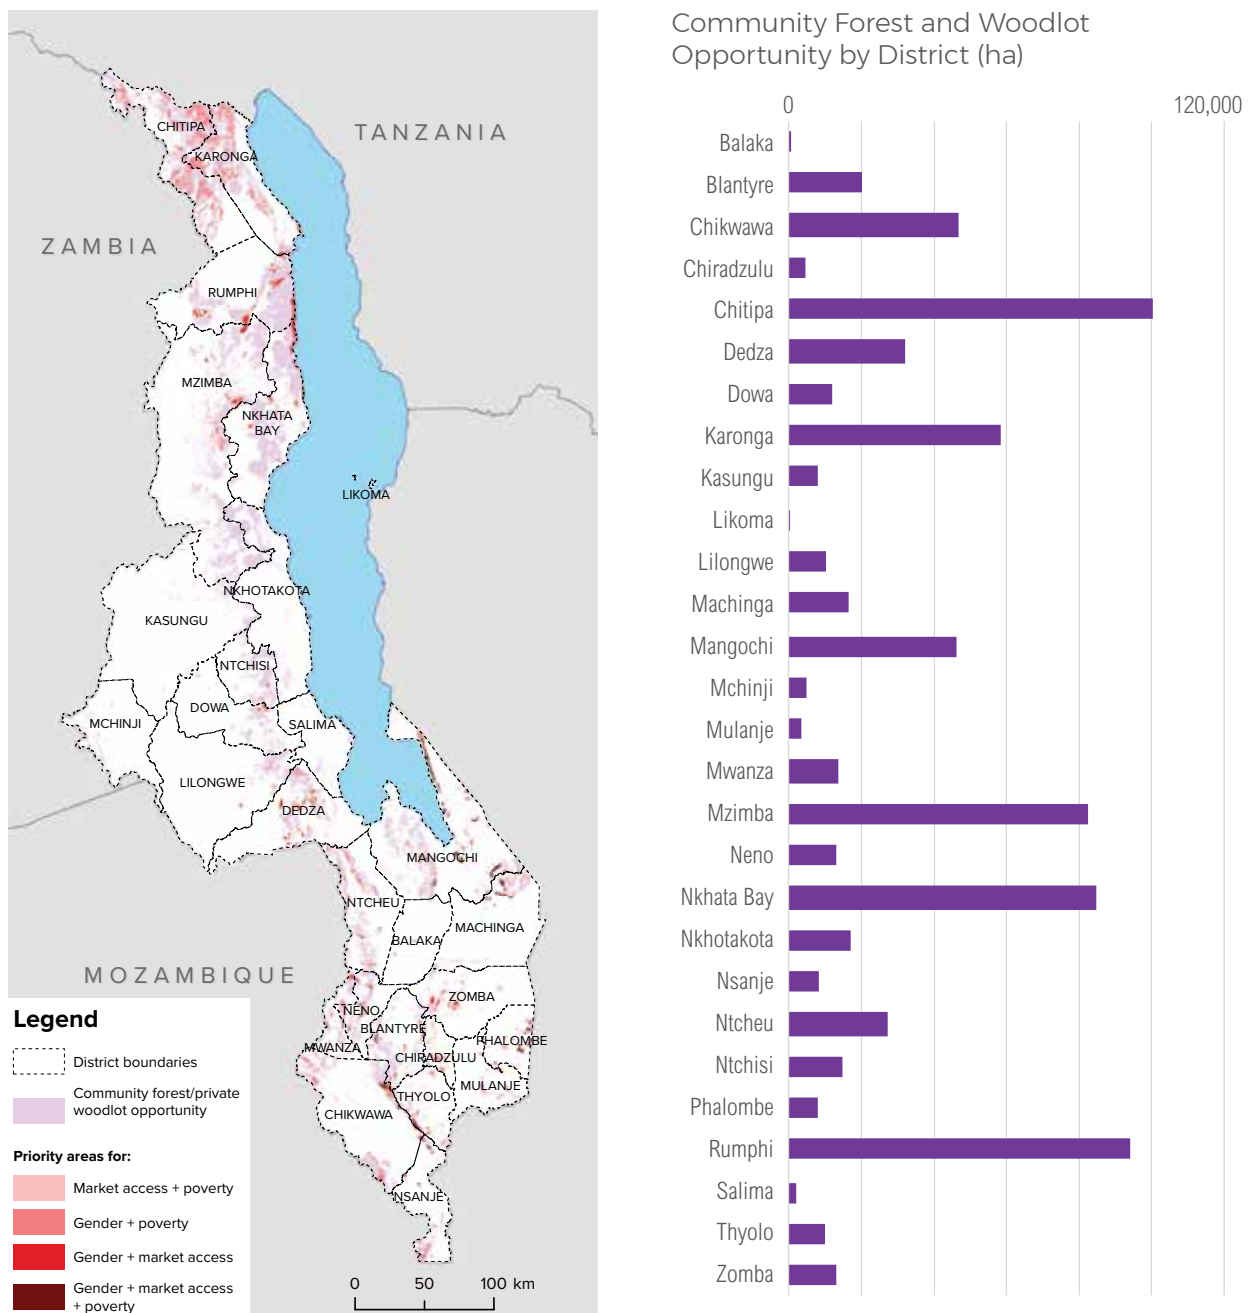 Community Forest and Woodlot
Opportunity by District (ha)
TANZANIA
ZAMBIA
MOZAMBIQUE
CHITIPA
KARONGA
RUMPHI
MZIMBA
NKHATA
BAY
LIKOMA
NKHOTAKOTA
KASUNGU
NTCHISI
DOWA
MCHINJI
SALIMA
LILONGWE
DEDZA
MANGOCHI
NTCHEU
MACHINGA
BALAKA
ZOMBA
NENO
BLANTYRE
PHALOMBE
MWANZA
CHIRADZULU
MULANJE
THYOLO
CHIKWAWA
NSANJE
Legend
District boundaries
Community forest/private
woodlot opportunity
Priority areas for:
Market access + poverty
Gender + poverty
Gender + market access
Gender + market access
+ poverty
0 50 100 km
0 120,000
Balaka
Blantyre
Chikwawa
Chiradzulu
Chitipa
Dedza
Dowa
Karonga
Kasungu
Likoma
Lilongwe
Machinga
Mangochi
Mchinji
Mulanje
Mwanza
Mzimba
Neno
Nkhata Bay
Nkhotakota
Nsanje
Ntcheu
Ntchisi
Phalombe
Rumphi
Salima
Thyolo
Zomba